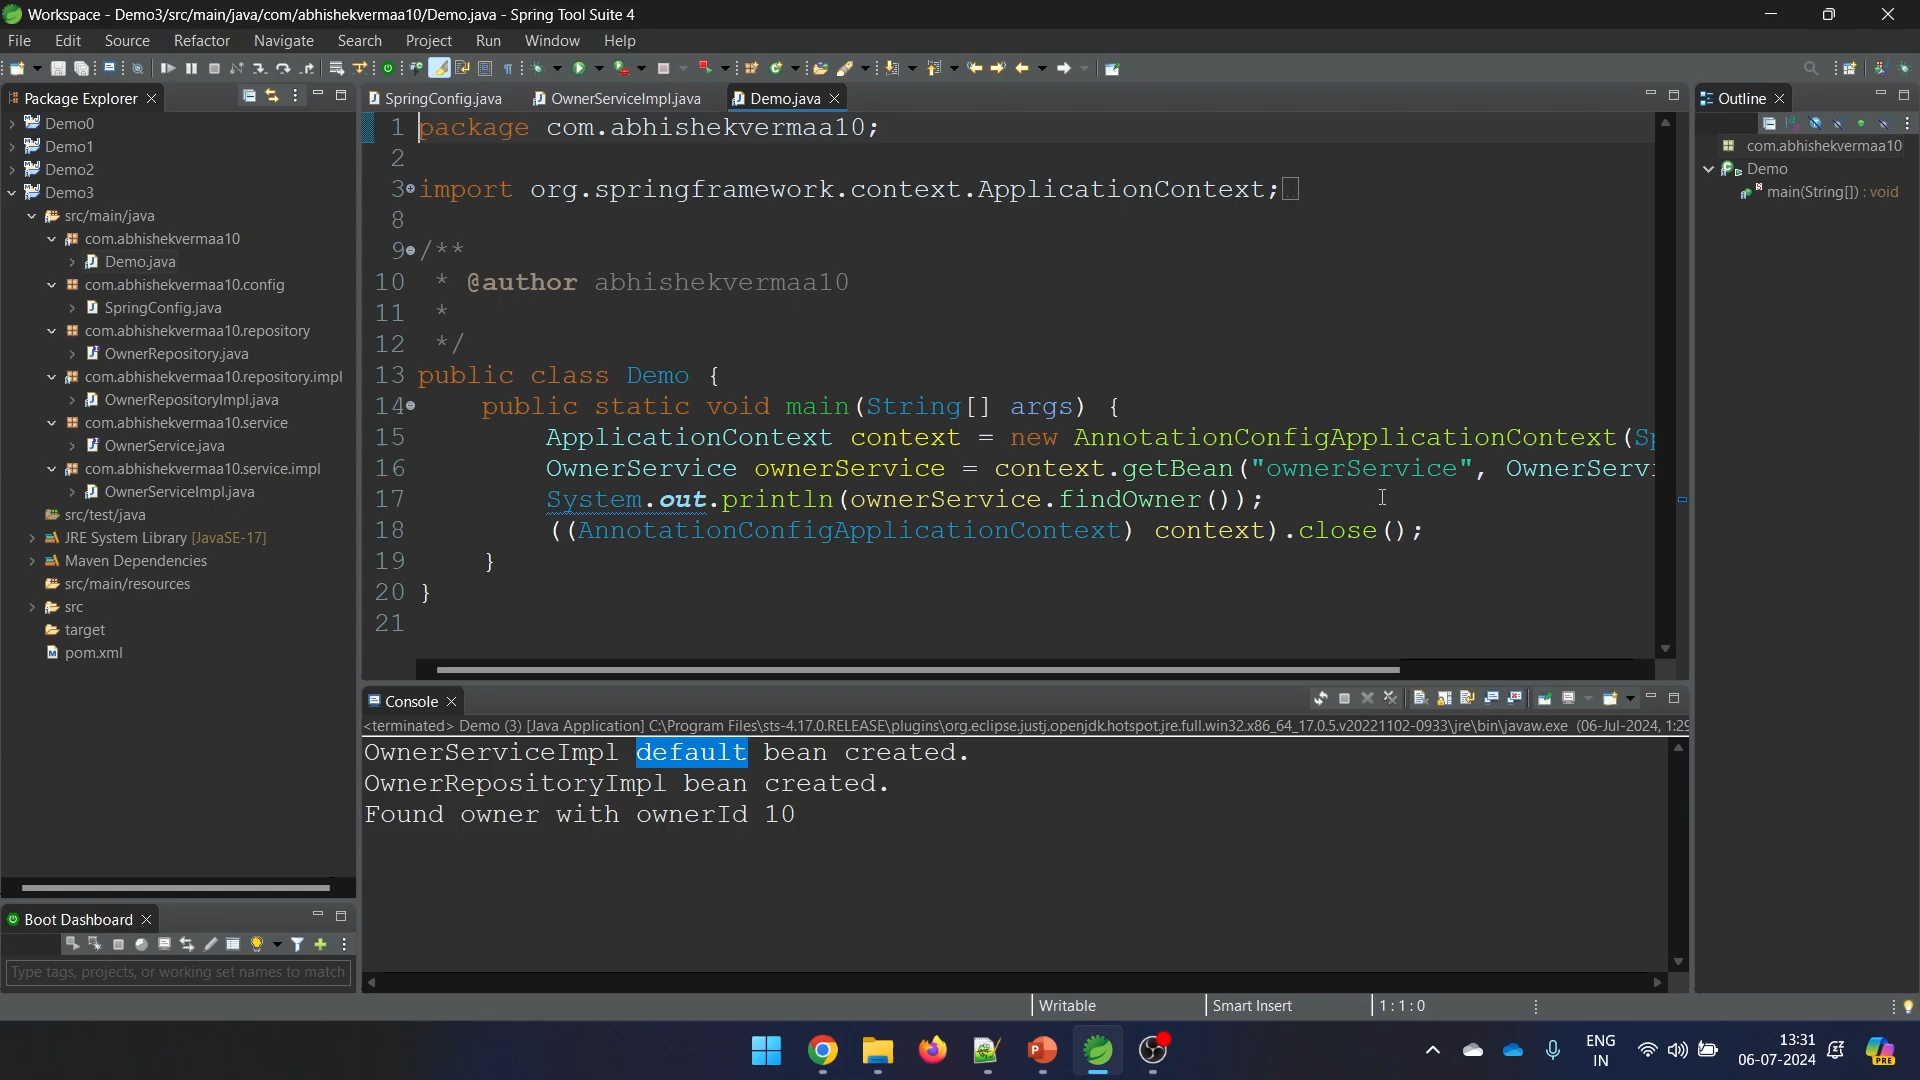 Workspace - Demo3/src/main/java/com/abhishekvermaa10/Demo.java - Spring Tool Suite 4
File Edit Source Refactor Navigate Search Project Run Window Help
Package Explorer
Demo0
Demo1
Demo2
Demo3
src/main/java
com.abhishekvermaa10
Demo.java
com.abhishekvermaa10.config
SpringConfig.java
com.abhishekvermaa10.repository
OwnerRepository.java
com.abhishekvermaa10.repository.impl
OwnerRepositoryImpl.java
com.abhishekvermaa10.service
OwnerService.java
com.abhishekvermaa10.service.impl
OwnerServiceImpl.java
src/test/java
JRE System Library [JavaSE-17]
Maven Dependencies
src/main/resources
src
target
pom.xml
Boot Dashboard
Type tags, projects, or working set names to match
SpringConfig.java OwnerServiceImpl.java Demo.java
1 package com.abhishekvermaa10;
2
3 import org.springframework.context.ApplicationContext;
8
9 /**
10 * @author abhishekvermaa10
11 *
12 */
13 public class Demo {
14 public static void main(String[] args) {
15 ApplicationContext context = new AnnotationConfigApplicationContext(Sp
16 OwnerService ownerService = context.getBean("ownerService", OwnerServi
17 System.out.println(ownerService.findOwner());
18 ((AnnotationConfigApplicationContext) context).close();
19 }
20 }
21
Console
<terminated> Demo (3) [Java Application] C:\Program Files\sts-4.17.0.RELEASE\plugins\org.eclipse.justj.openjdk.hotspot.jre.full.win32.x86_64_17.0.5.v20221102-0933\jre\bin\javaw.exe (06-Jul-2024, 1:29
OwnerServiceImpl default bean created.
OwnerRepositoryImpl bean created.
Found owner with ownerId 10
Outline
com.abhishekvermaa10
Demo
main(String[]) : void
Writable Smart Insert 1 : 1 : 0
ENG
IN
13:31
06-07-2024
PRE